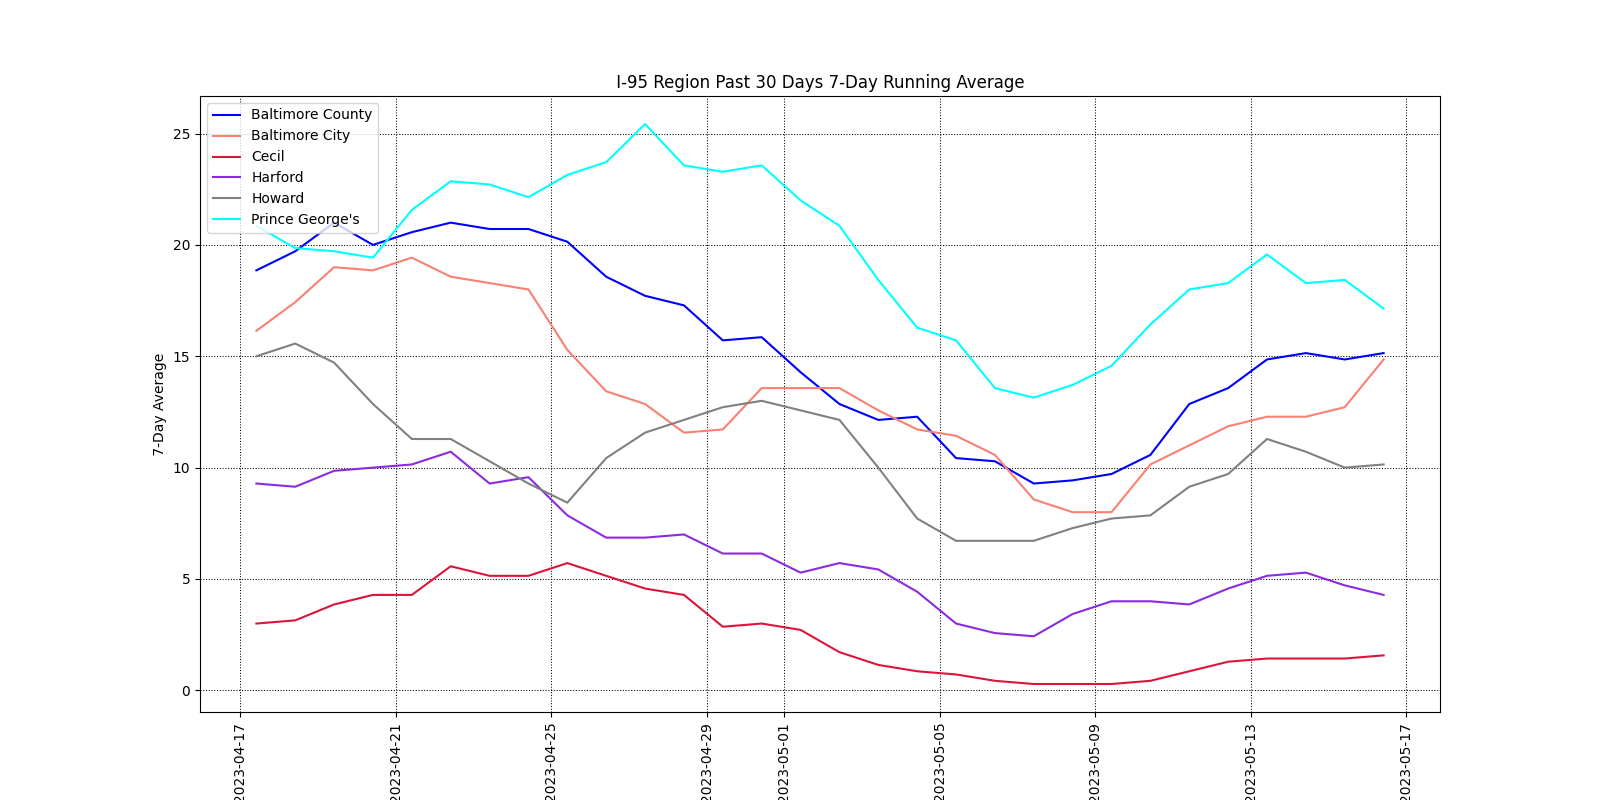 I-95 Region Past 30 Days 7-Day Running Average
Baltimore County
Baltimore City
Cecil
Harford
Howard
Prince George's
7-Day Average
25
20
15
10
5
0
2023-04-17
2023-04-21
2023-04-25
2023-04-29
2023-05-01
2023-05-05
2023-05-09
2023-05-13
2023-05-17